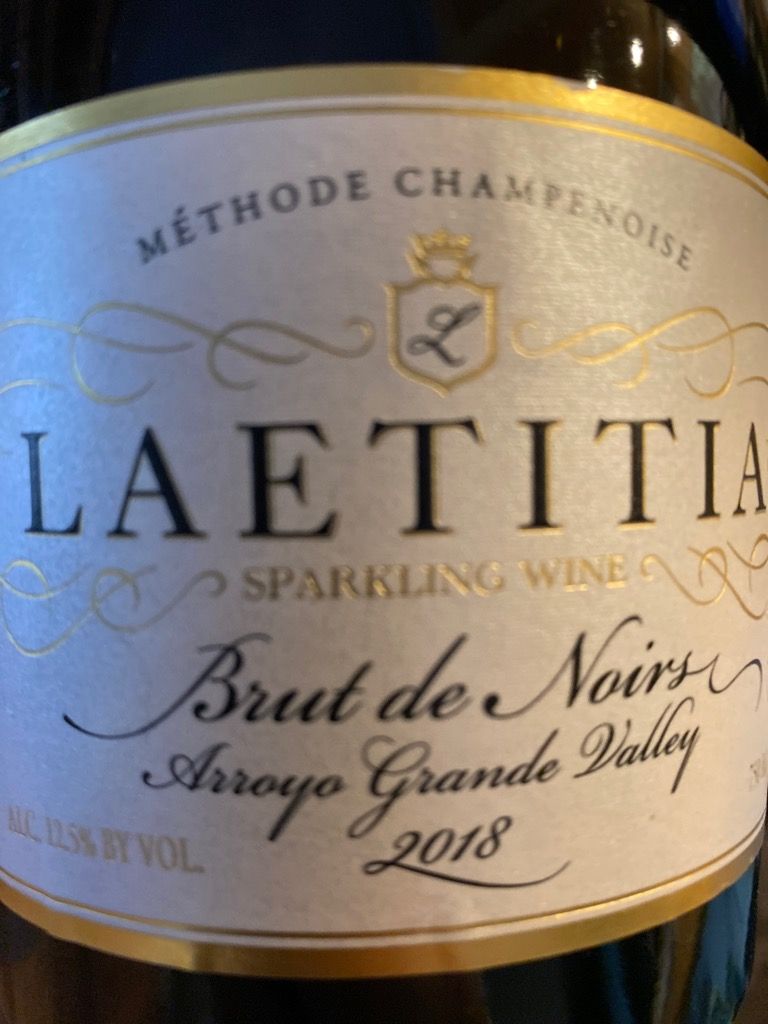 MÉTHODE CHAMPENOISE
L
LAETITIA
SPARKLING WINE
Brut de Noirs
Arroyo Grande Valley
2018
ALC. 12.5% BY VOL.